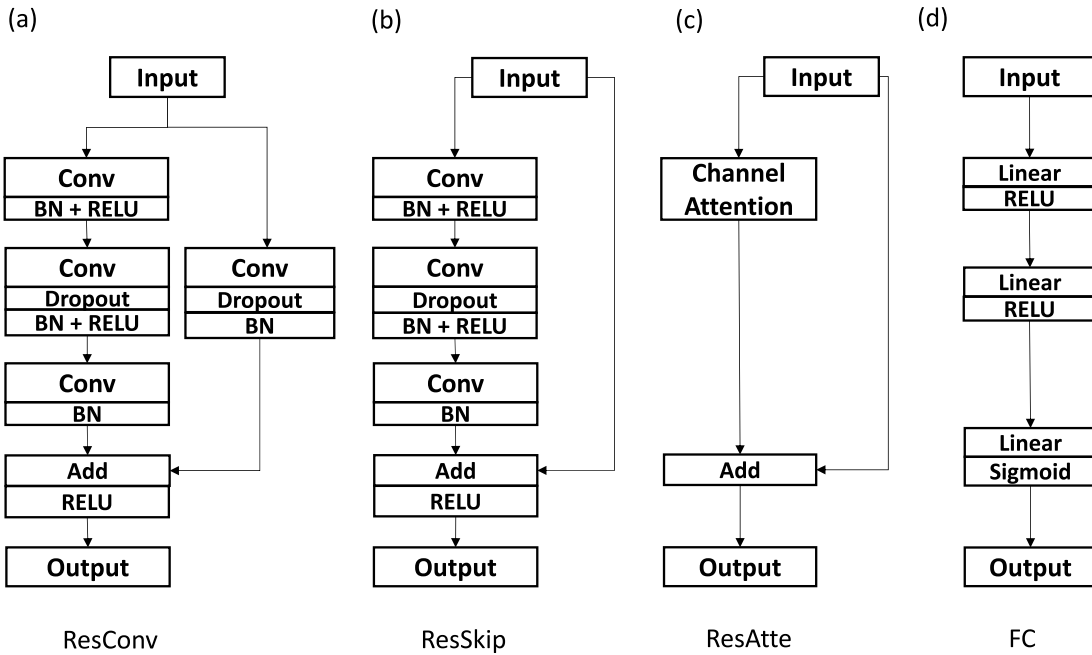 (a)
Input
Conv
BN + RELU
Conv
Dropout
BN + RELU
Conv
Dropout
BN
Conv
BN
Add
RELU
Output
ResConv
(b)
Input
Conv
BN + RELU
Conv
Dropout
BN + RELU
Conv
BN
Add
RELU
Output
ResSkip
(c)
Input
Channel
Attention
Add
Output
ResAtte
(d)
Input
Linear
RELU
Linear
RELU
Linear
Sigmoid
Output
FC